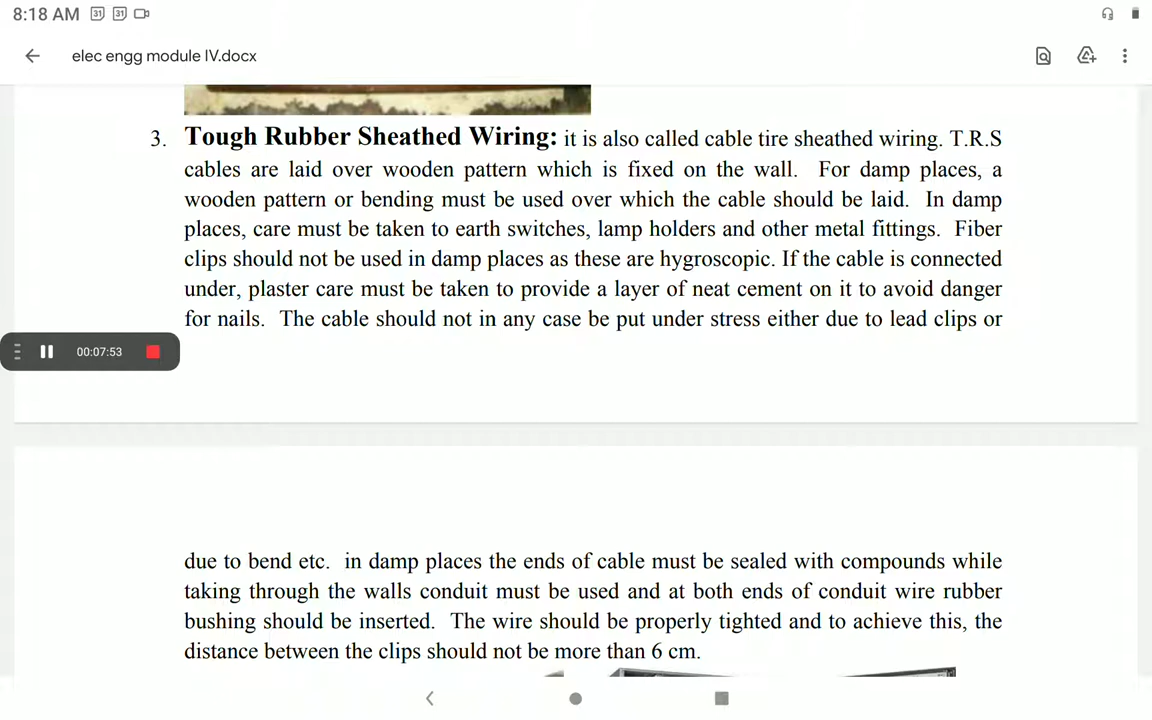 8:18 AM 31 31
elec engg module IV.docx
3. Tough Rubber Sheathed Wiring: it is also called cable tire sheathed wiring. T.R.S
cables are laid over wooden pattern which is fixed on the wall. For damp places, a
wooden pattern or bending must be used over which the cable should be laid. In damp
places, care must be taken to earth switches, lamp holders and other metal fittings. Fiber
clips should not be used in damp places as these are hygroscopic. If the cable is connected
under, plaster care must be taken to provide a layer of neat cement on it to avoid danger
for nails. The cable should not in any case be put under stress either due to lead clips or
00:07:53
due to bend etc. in damp places the ends of cable must be sealed with compounds while
taking through the walls conduit must be used and at both ends of conduit wire rubber
bushing should be inserted. The wire should be properly tighted and to achieve this, the
distance between the clips should not be more than 6 cm.